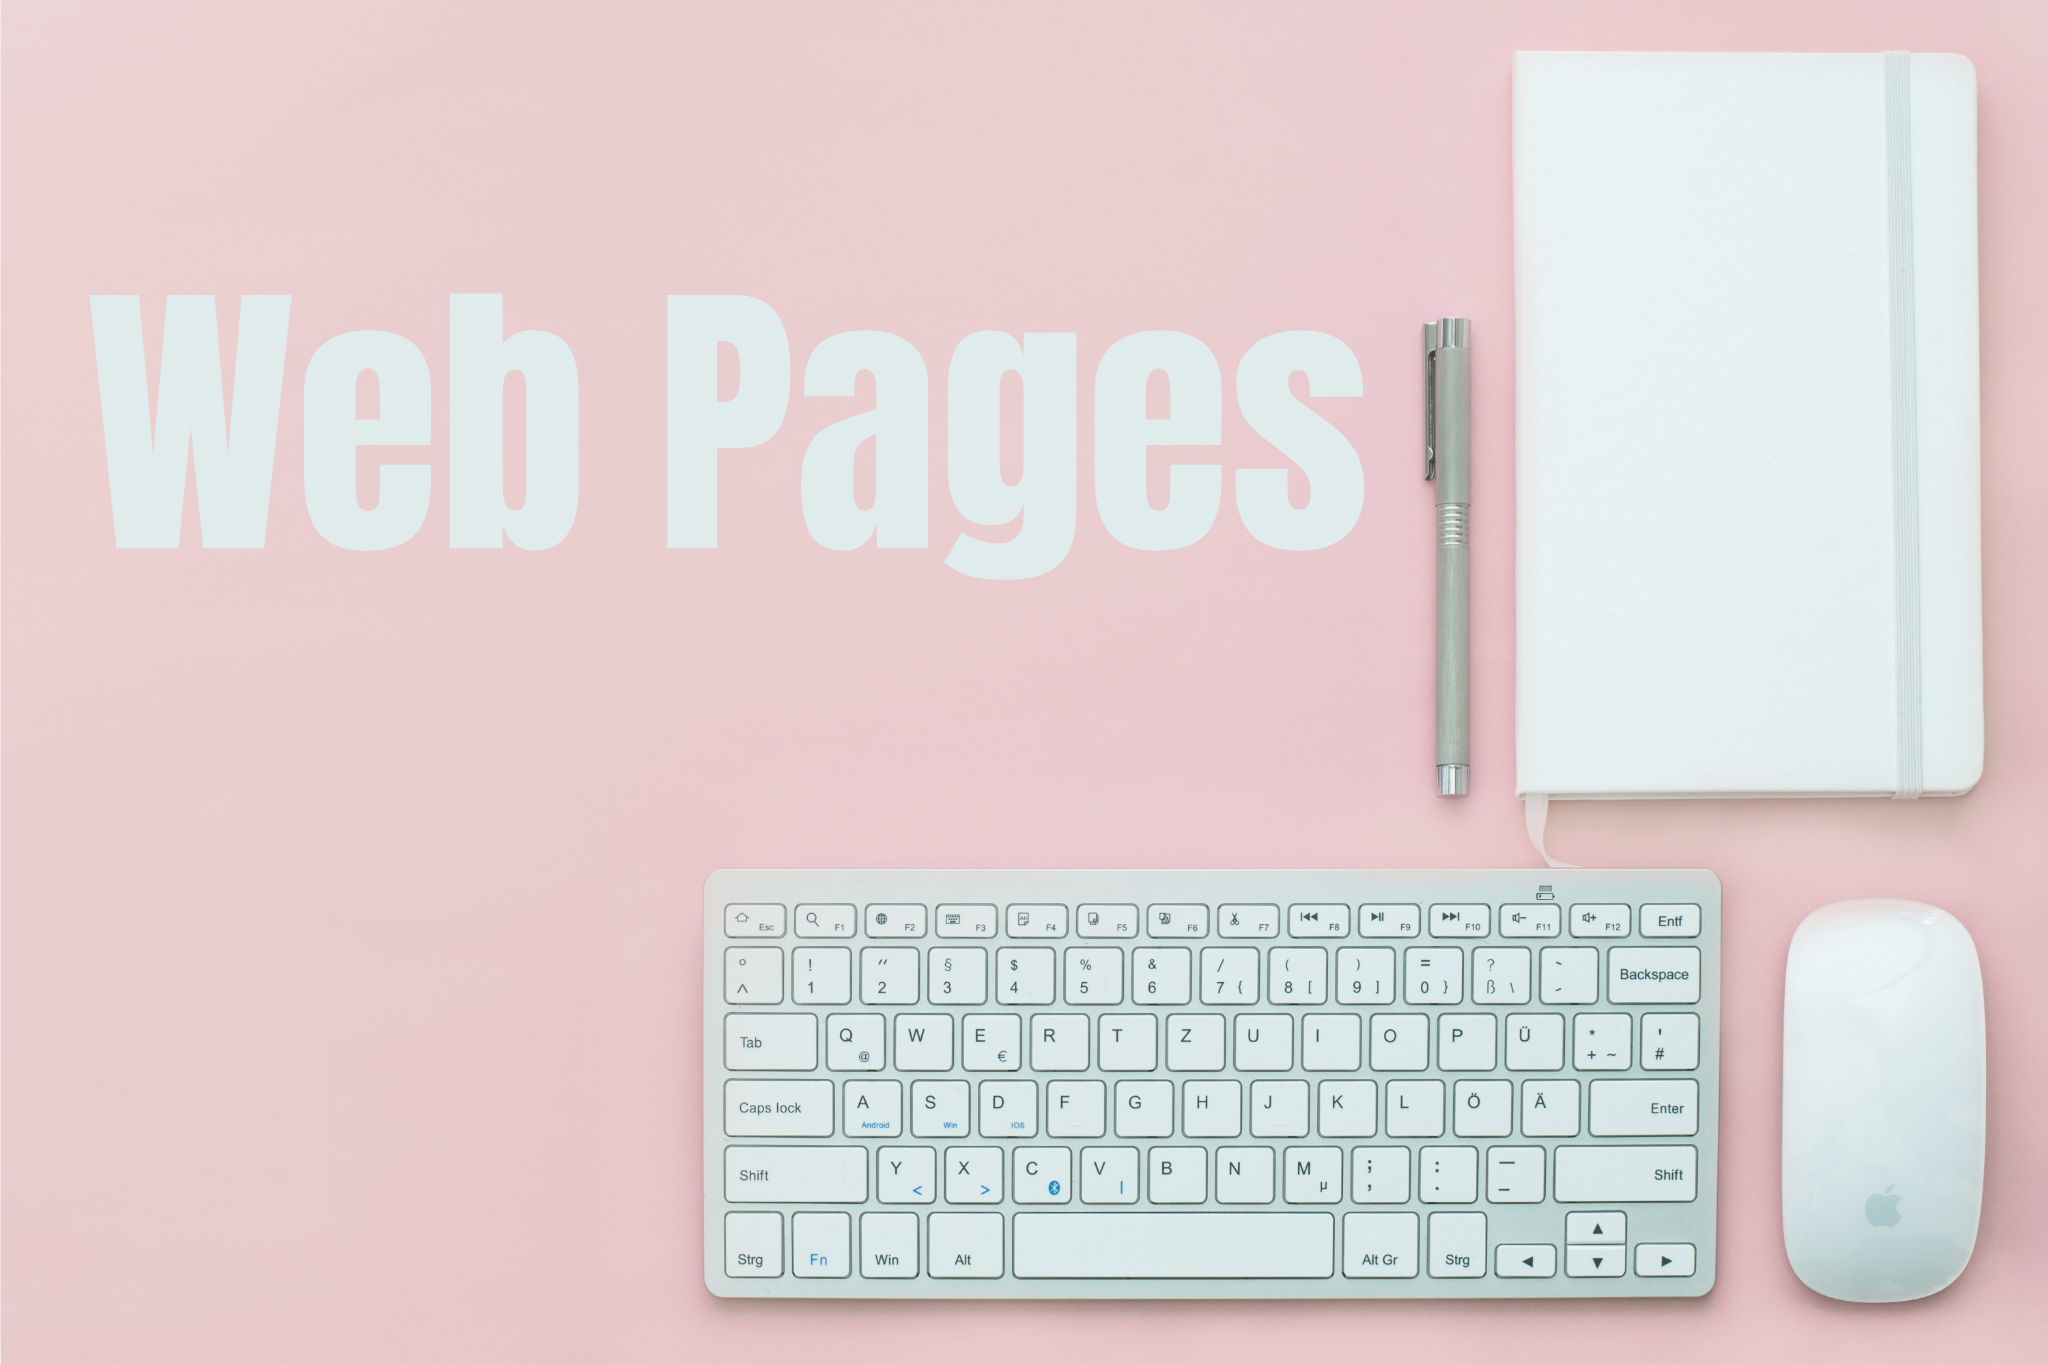 Web Pages
Esc F1 F2 F3 F4 F5 F6 F7 F8 F9 F10 F11 F12 Entf
° ! " § $ % & / ( ) = ? `
^ 1 2 3 4 5 6 7 { 8 [ 9 ] 0 } ß \ ´ Backspace
Tab Q W E R T Z U I O P Ü *
@ € + ~ ' #
Caps lock A S D F G H J K L Ö Ä Enter
Android Win IOS
Shift Y X C V B N M ; : — Shift
< > | µ , . –
Strg Fn Win Alt Alt Gr Strg